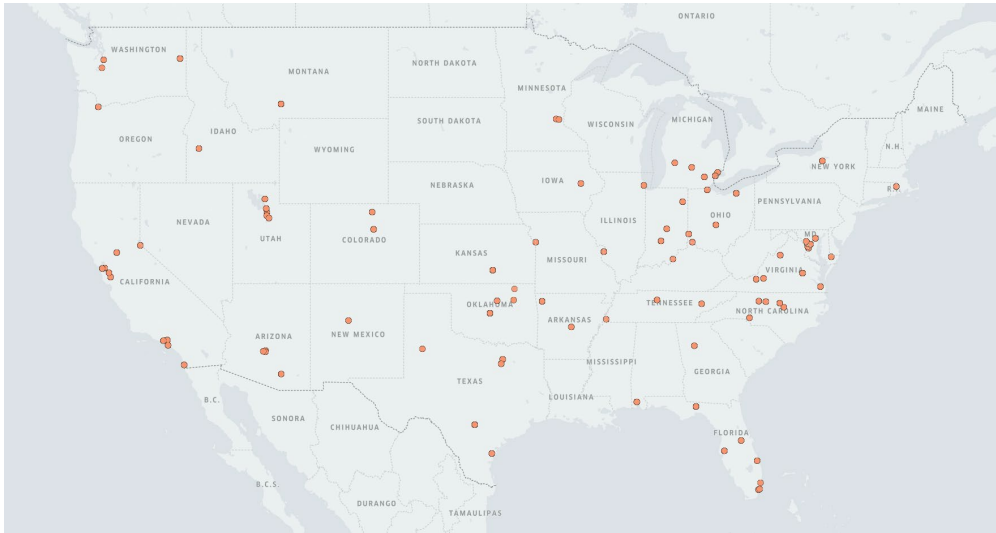 ONTARIO
WASHINGTON
MONTANA
NORTH DAKOTA
MINNESOTA
MAINE
OREGON
IDAHO
SOUTH DAKOTA
WISCONSIN
MICHIGAN
N.H.
WYOMING
NEW YORK
NEBRASKA
IOWA
R.I.
NEVADA
UTAH
COLORADO
KANSAS
ILLINOIS
OHIO
PENNSYLVANIA
MD.
CALIFORNIA
MISSOURI
VIRGINIA
ARIZONA
NEW MEXICO
OKLAHOMA
ARKANSAS
TENNESSEE
NORTH CAROLINA
TEXAS
MISSISSIPPI
GEORGIA
LOUISIANA
B.C.
SONORA
CHIHUAHUA
FLORIDA
B.C.S.
DURANGO
TAMAULIPAS